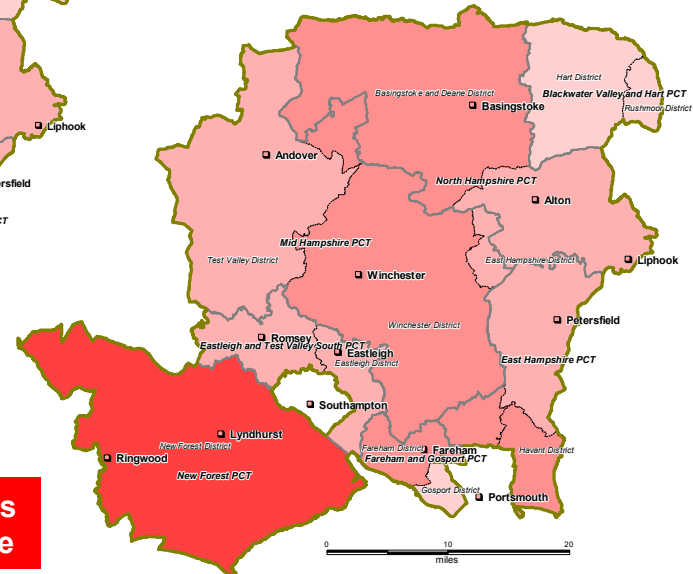 Hart District
Basingstoke and Deane District
Blackwater Valley and Hart PCT
Basingstoke
Rushmoor District
Liphook
Andover
ersfield
North Hampshire PCT
Alton
CT
Mid Hampshire PCT
Test Valley District
East Hampshire District
Liphook
Winchester
Petersfield
Winchester District
Romsey
Eastleigh and Test Valley South PCT
Eastleigh
Eastleigh District
East Hampshire PCT
Southampton
Lyndhurst
New Forest District
Ringwood
New Forest PCT
Fareham District
Fareham
Fareham and Gosport PCT
Havant District
Gosport District
Portsmouth
s
e
0 10 20
miles